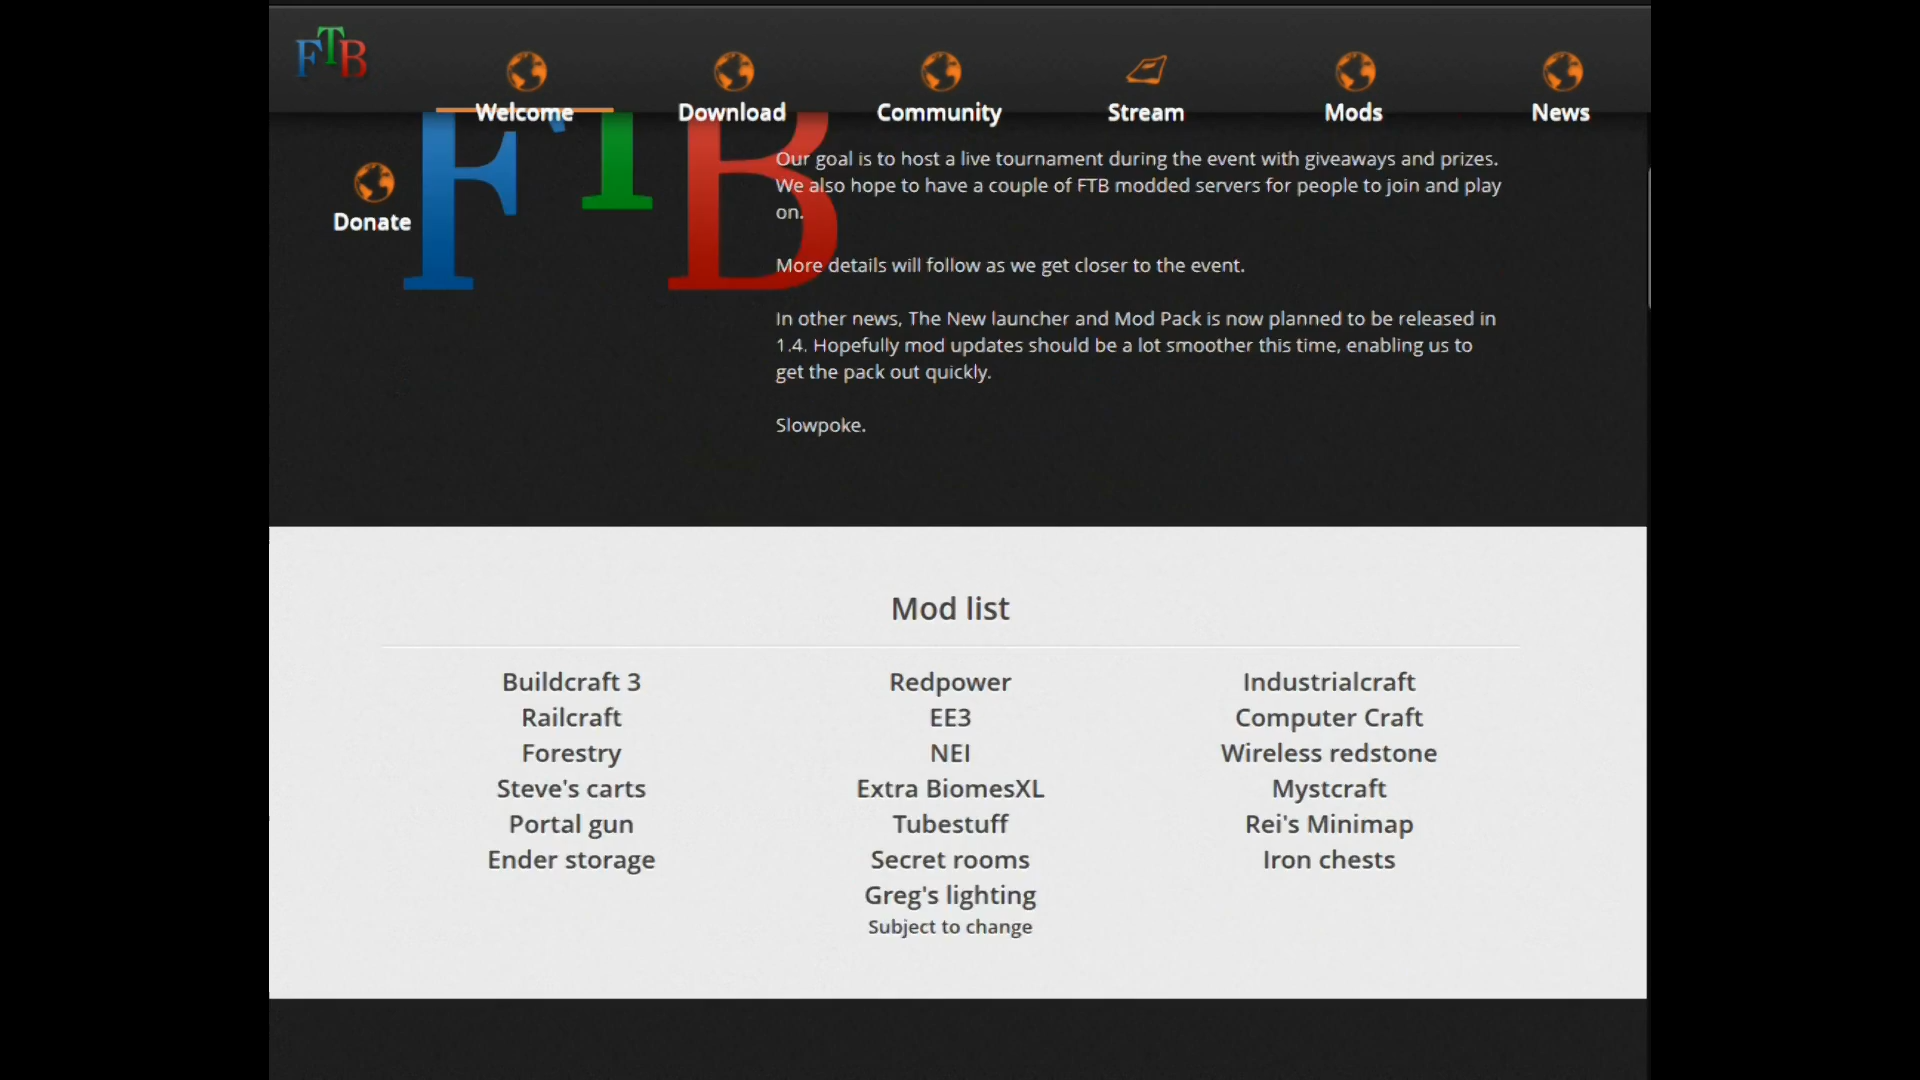 FTB
Welcome
Download
Community
Stream
Mods
News
Donate
FTB
Our goal is to host a live tournament during the event with giveaways and prizes.
We also hope to have a couple of FTB modded servers for people to join and play
on.
More details will follow as we get closer to the event.
In other news, The New launcher and Mod Pack is now planned to be released in
1.4. Hopefully mod updates should be a lot smoother this time, enabling us to
get the pack out quickly.
Slowpoke.
Mod list
Buildcraft 3
Railcraft
Forestry
Steve's carts
Portal gun
Ender storage
Redpower
EE3
NEI
Extra BiomesXL
Tubestuff
Secret rooms
Greg's lighting
Subject to change
Industrialcraft
Computer Craft
Wireless redstone
Mystcraft
Rei's Minimap
Iron chests